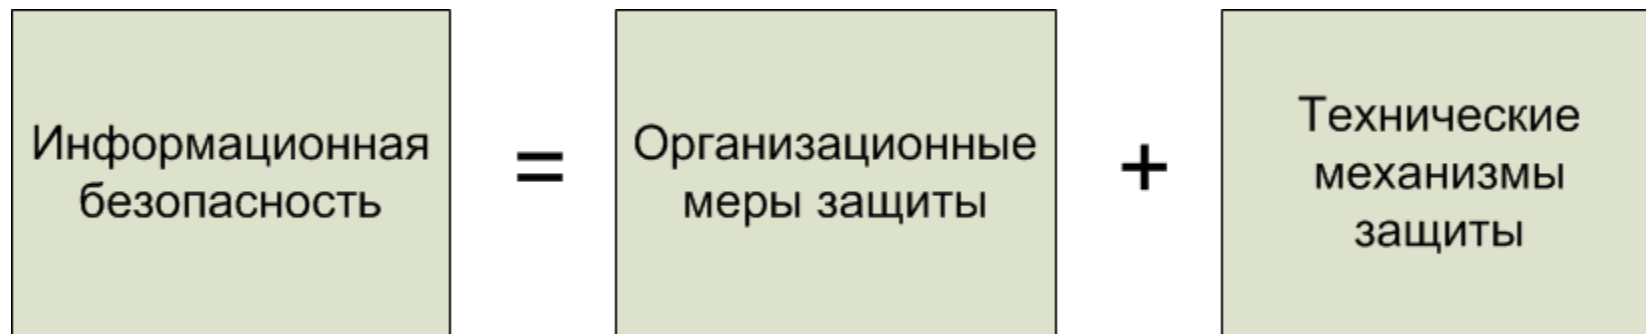 Информационная
безопасность
=
Организационные
меры защиты
+
Технические
механизмы
защиты